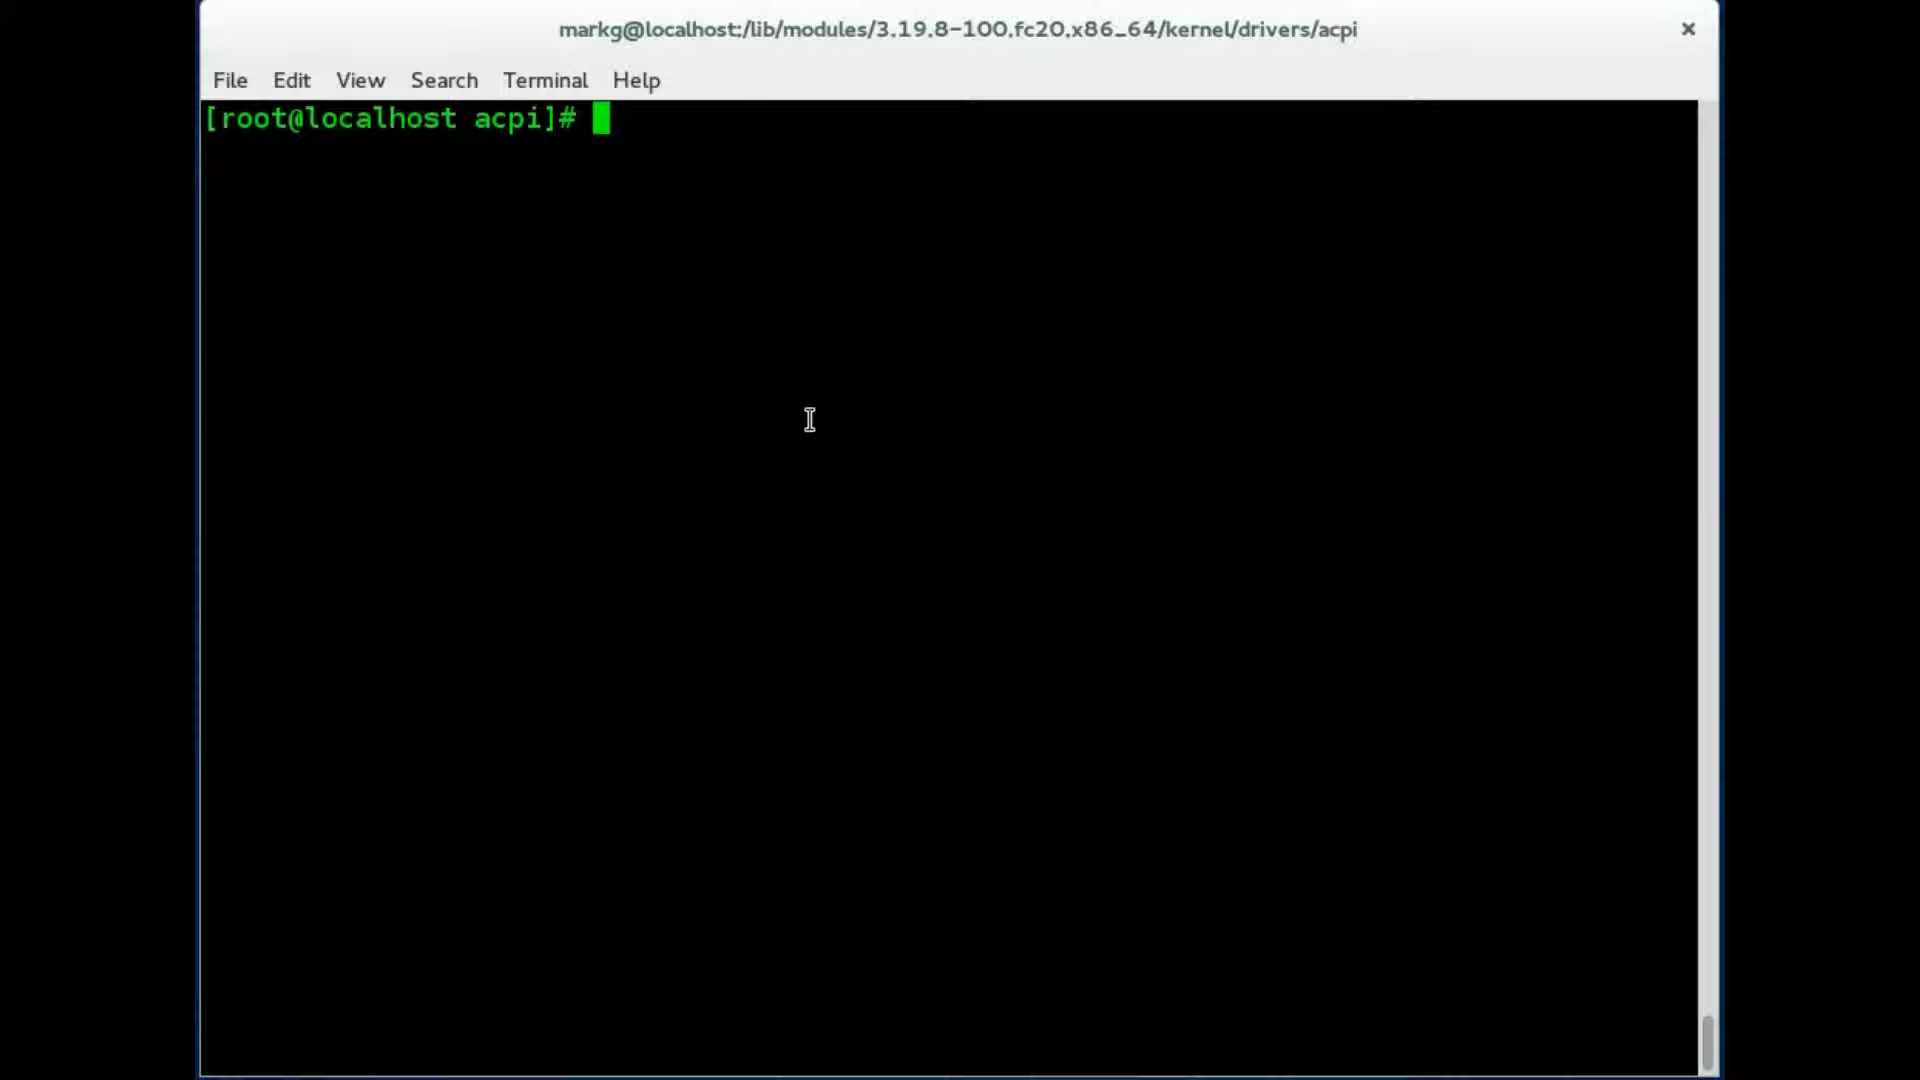 markg@localhost:/lib/modules/3.19.8-100.fc20.x86_64/kernel/drivers/acpi ×
File Edit View Search Terminal Help
[root@localhost acpi]#